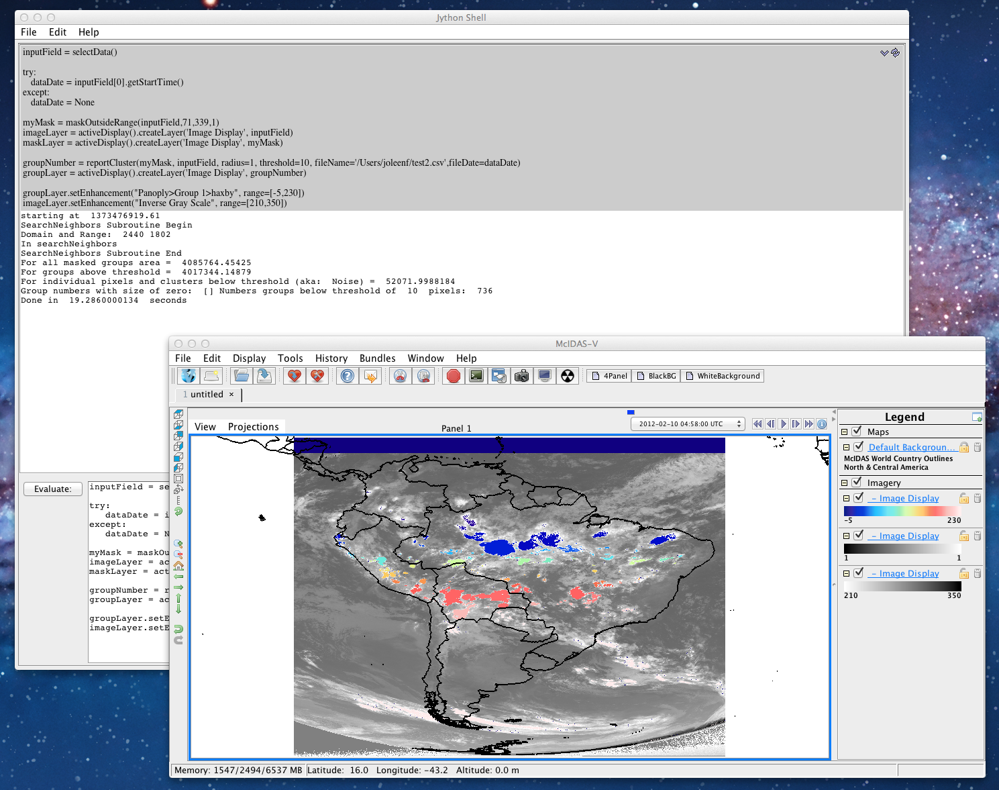 Jython Shell
File Edit Help
inputField = selectData()
try:
dataDate = inputField[0].getStartTime()
except:
dataDate = None
myMask = maskOutsideRange(inputField,71,339,1)
imageLayer = activeDisplay().createLayer('Image Display', inputField)
maskLayer = activeDisplay().createLayer('Image Display', myMask)
groupNumber = reportCluster(myMask, inputField, radius=1, threshold=10, fileName='/Users/joleenf/test2.csv',fileDate=dataDate)
groupLayer = activeDisplay().createLayer('Image Display', groupNumber)
groupLayer.setEnhancement("Panoply>Group 1>haxby", range=[-5,230])
imageLayer.setEnhancement("Inverse Gray Scale", range=[210,350])
starting at 1373476919.61
SearchNeighbors Subroutine Begin
Domain and Range: 2440 1802
In searchNeighbors
SearchNeighbors Subroutine End
For all masked groups area = 4085764.45425
For groups above threshold = 4017344.14879
For individual pixels and clusters below threshold (aka: Noise) = 52071.9988184
Group numbers with size of zero: [] Numbers groups below threshold of 10 pixels: 736
Done in 19.2860000134 seconds
Evaluate:
inputField = se
try:
dataDate = i
except:
dataDate = N
myMask = maskOu
imageLayer = ac
maskLayer = act
groupNumber = r
groupLayer = ac
groupLayer.setE
imageLayer.setE
McIDAS-V
File Edit Display Tools History Bundles Window Help
4Panel BlackBG WhiteBackground
1 untitled ×
View Projections
Panel 1
2012-02-10 04:58:00 UTC
Legend
Maps
Default Backgroun...
McIDAS World Country Outlines
North & Central America
Imagery
- Image Display
-5 230
- Image Display
1 1
- Image Display
210 350
Memory: 1547/2494/6537 MB Latitude: 16.0 Longitude: -43.2 Altitude: 0.0 m